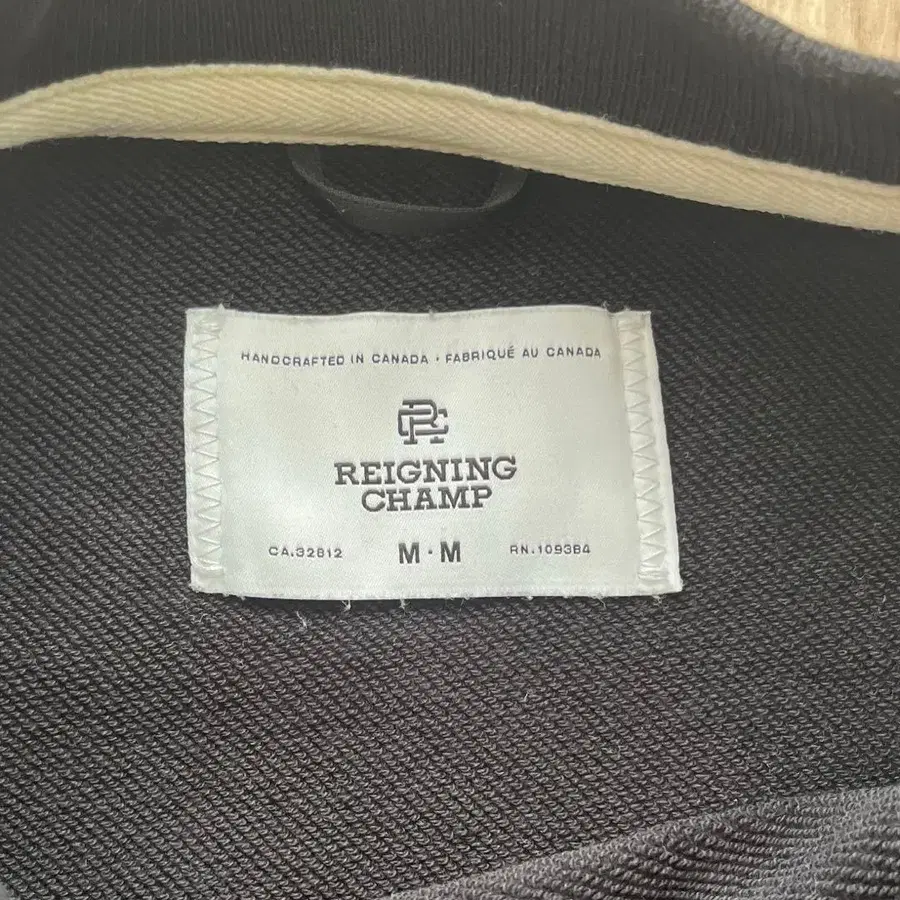 HANDCRAFTED IN CANADA · FABRIQUÉ AU CANADA
RC
REIGNING
CHAMP
CA.32812 M·M RN.109384